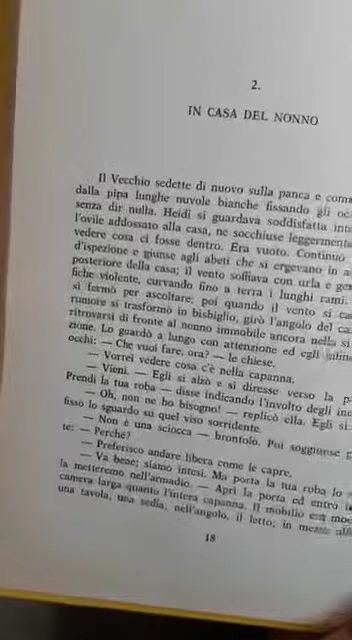 2.
IN CASA DEL NONNO
Il Vecchio sedette di nuovo sulla panca e
dalla pipa lunghe nuvole bianche fissando gli
senza dir nulla. Heidi si guardava soddisfatta
l'ovile addossato alla casa, ne socchiuse leggermente
vedere cosa ci fosse dentro. Era vuoto. Continuò
d'ispezione e giunse agli abeti che si ergevano in
posteriore della casa; il vento soffiava con urla e
fiche violente, curvando fino a terra i lunghi rami.
si fermò per ascoltare; poi quando il vento si
rumore si trasformò in bisbiglio, girò l'angolo del
ritrovarsi di fronte al nonno immobile ancora nella
zione. Lo guardò a lungo con attenzione ed egli
occhi: — Che vuoi fare, ora? — le chiese.
— Vorrei vedere cosa c'è nella capanna.
— Vieni. — Egli si alzò e si diresse verso la
Prendi la tua roba — disse indicando l'involto degli
— Oh, non ne ho bisogno! — replicò ella. Egli
fissò lo sguardo su quel viso sorridente.
— Non è una sciocca — brontolò. Poi soggiunse
te: — Perché?
— Preferisco andare libera come le capre.
— Va bene; siamo intesi. Ma porta la tua roba
la metteremo nell'armadio. — Aprì la porta ed entrò
camera larga quanto l'intera capanna. Il mobilio era
una tavola, una sedia, nell'angolo, il letto; in mezzo
18